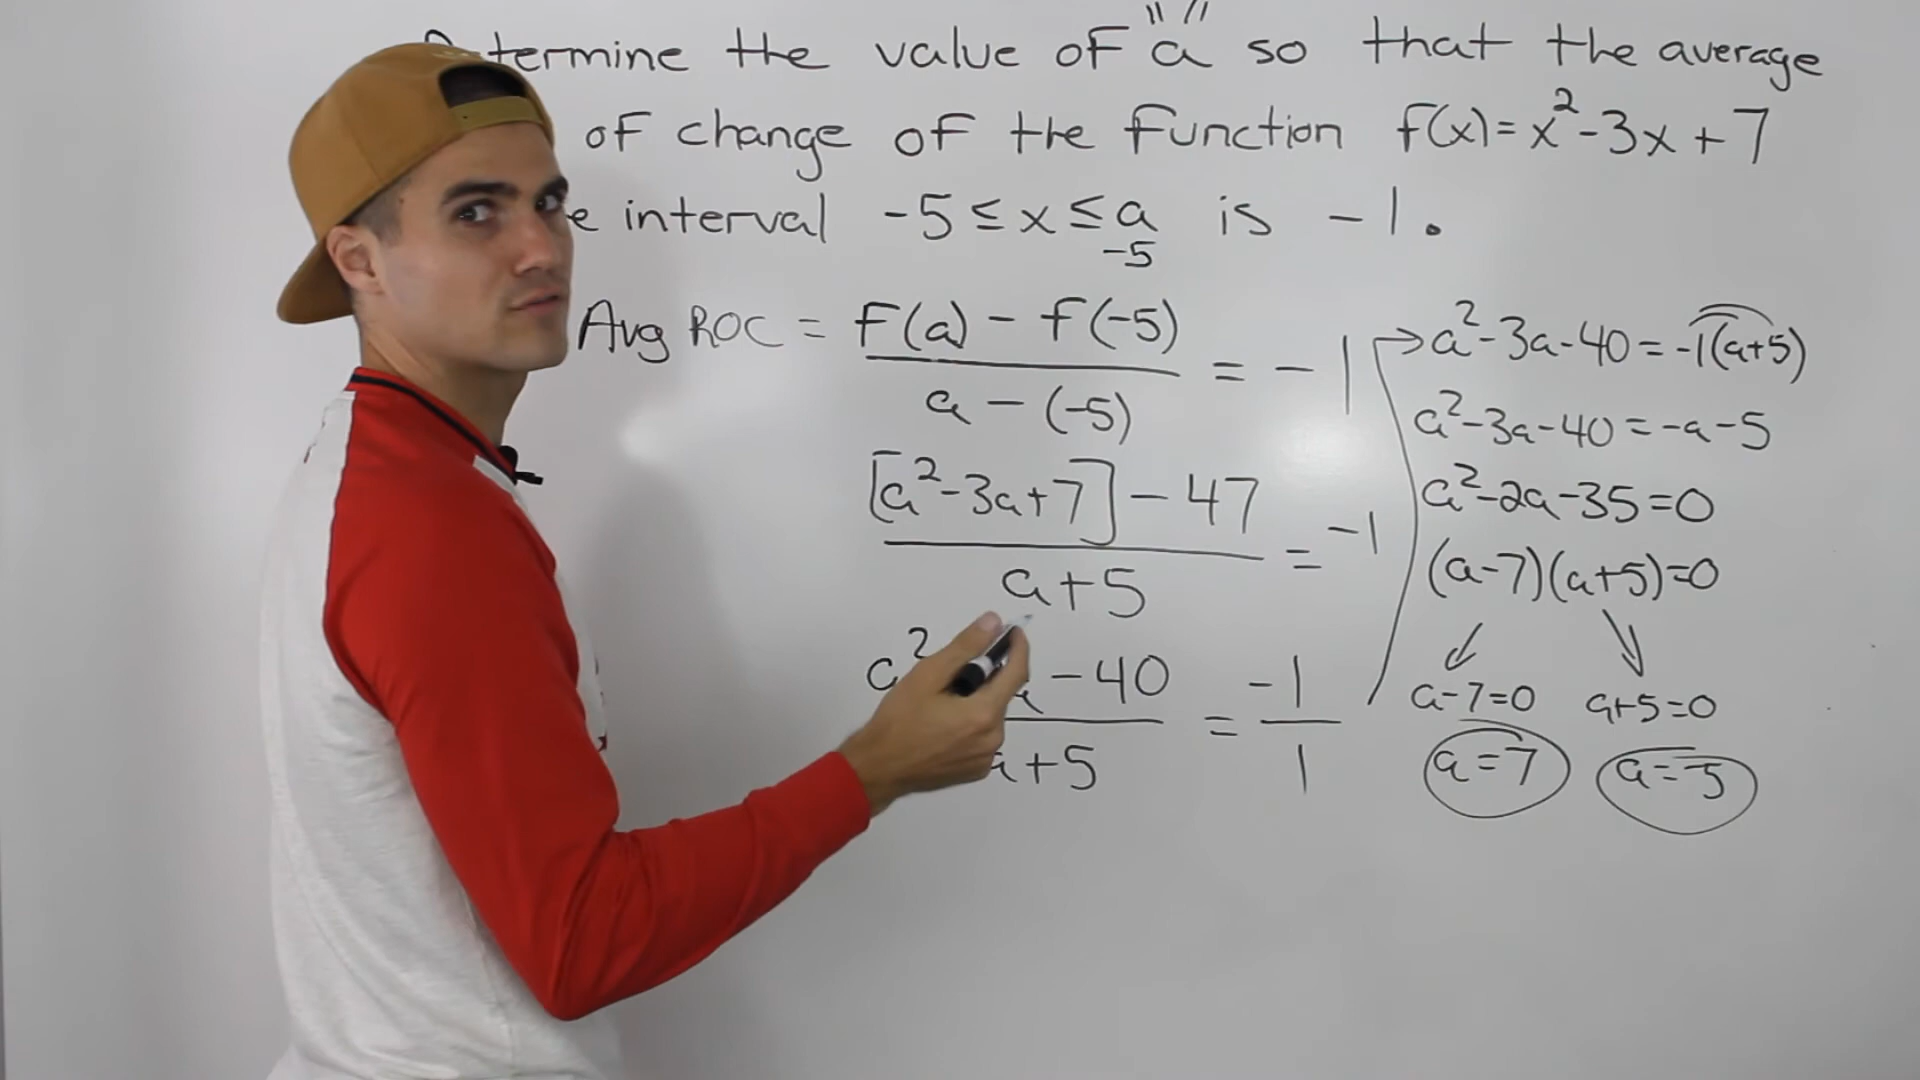 termine the value of "a" so that the average
of change of the function f(x) = x² - 3x + 7
e interval -5 ≤ x ≤ a is -1.
-5
Avg ROC = F(a) - f(-5) / a - (-5) = -1
[a² - 3a + 7] - 47 / a + 5 = -1
a² - 40 / a + 5 = -1 / 1
→ a² - 3a - 40 = -1(a+5)
a² - 3a - 40 = -a - 5
a² - 2a - 35 = 0
(a-7)(a+5) = 0
a - 7 = 0 a + 5 = 0
a = 7 a = -5